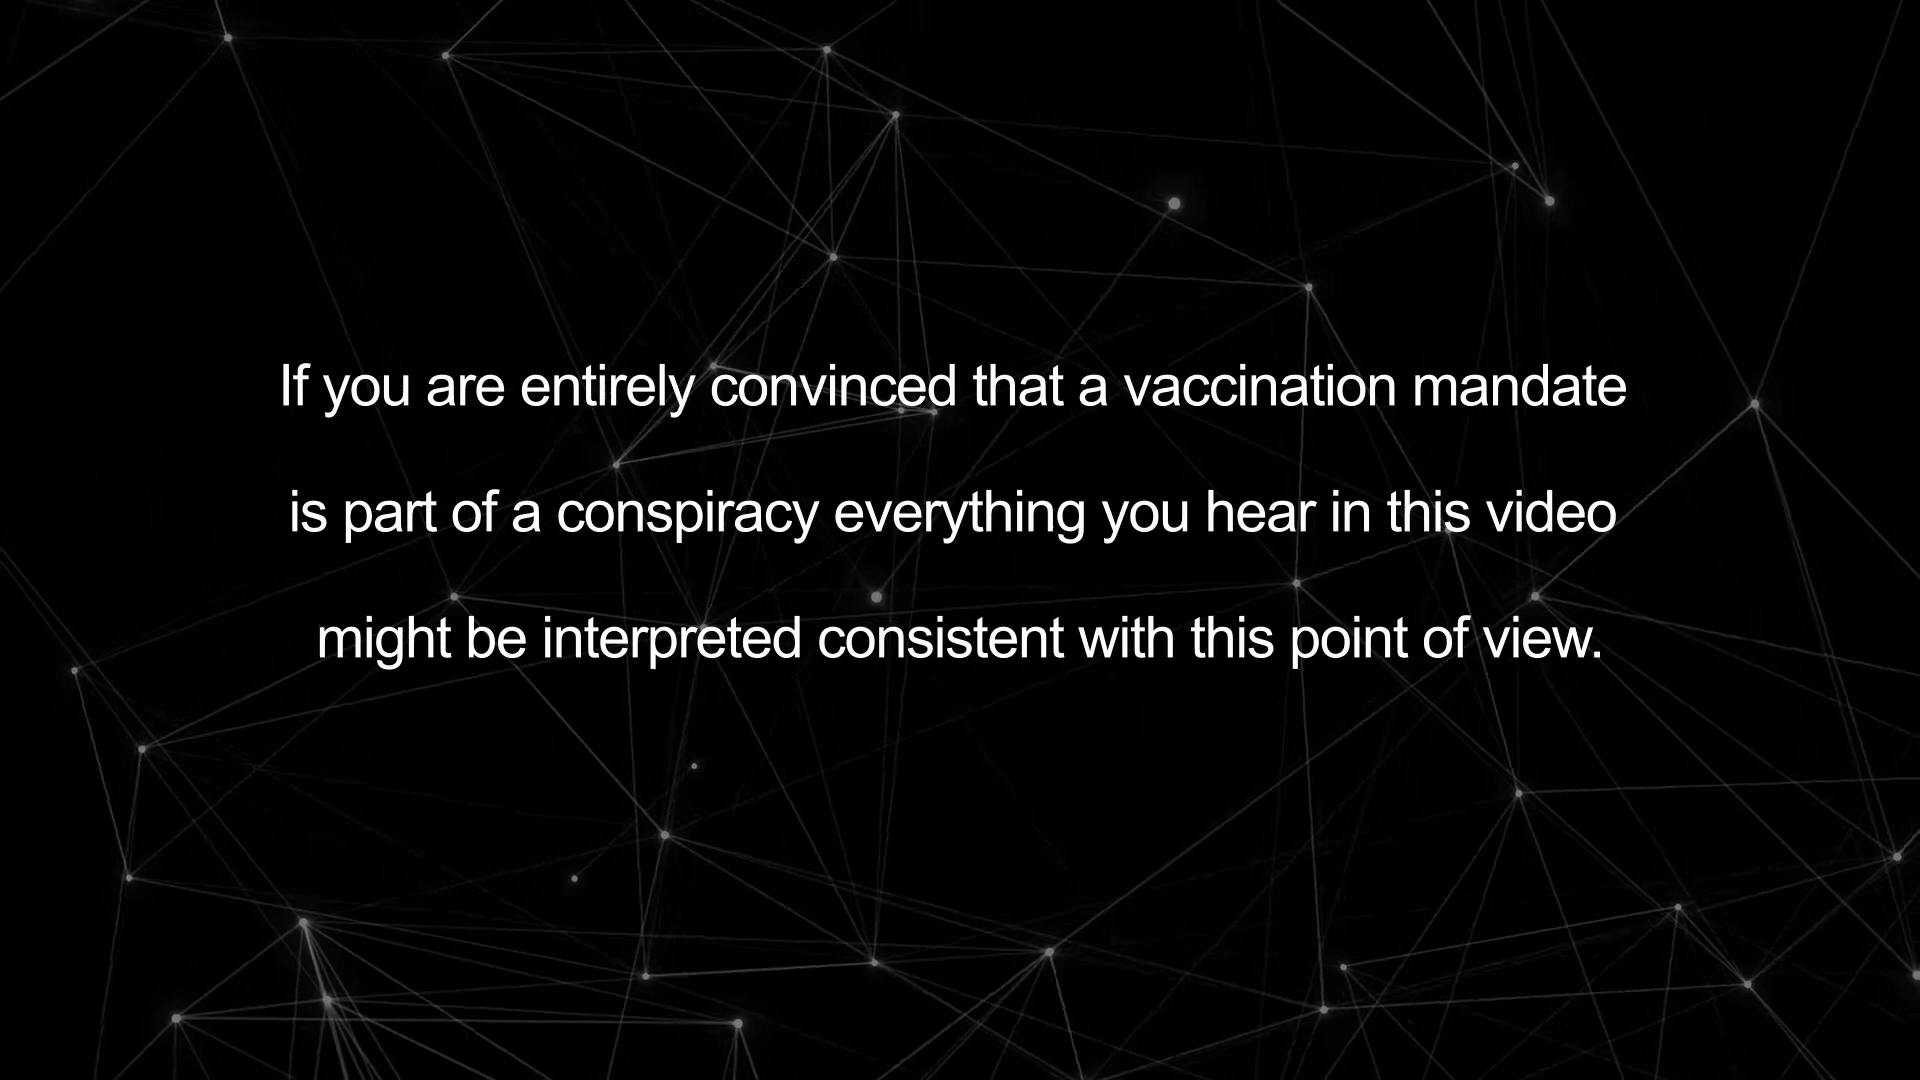 If you are entirely convinced that a vaccination mandate
is part of a conspiracy everything you hear in this video
might be interpreted consistent with this point of view.